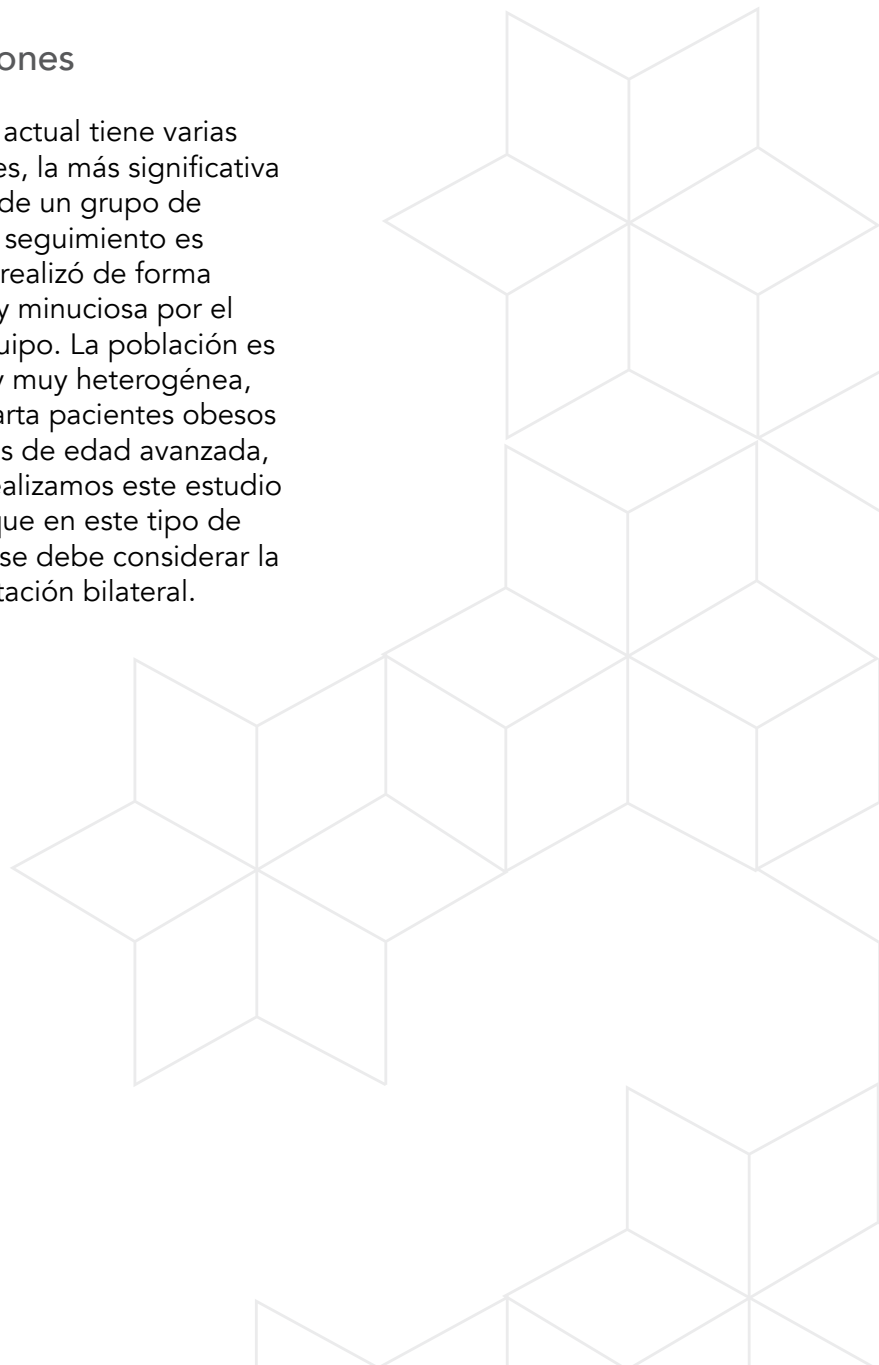 ones
actual tiene varias
es, la más significativa
de un grupo de
seguimiento es
realizó de forma
y minuciosa por el
uipo. La población es
y muy heterogénea,
arta pacientes obesos
s de edad avanzada,
ealizamos este estudio
que en este tipo de
se debe considerar la
tación bilateral.